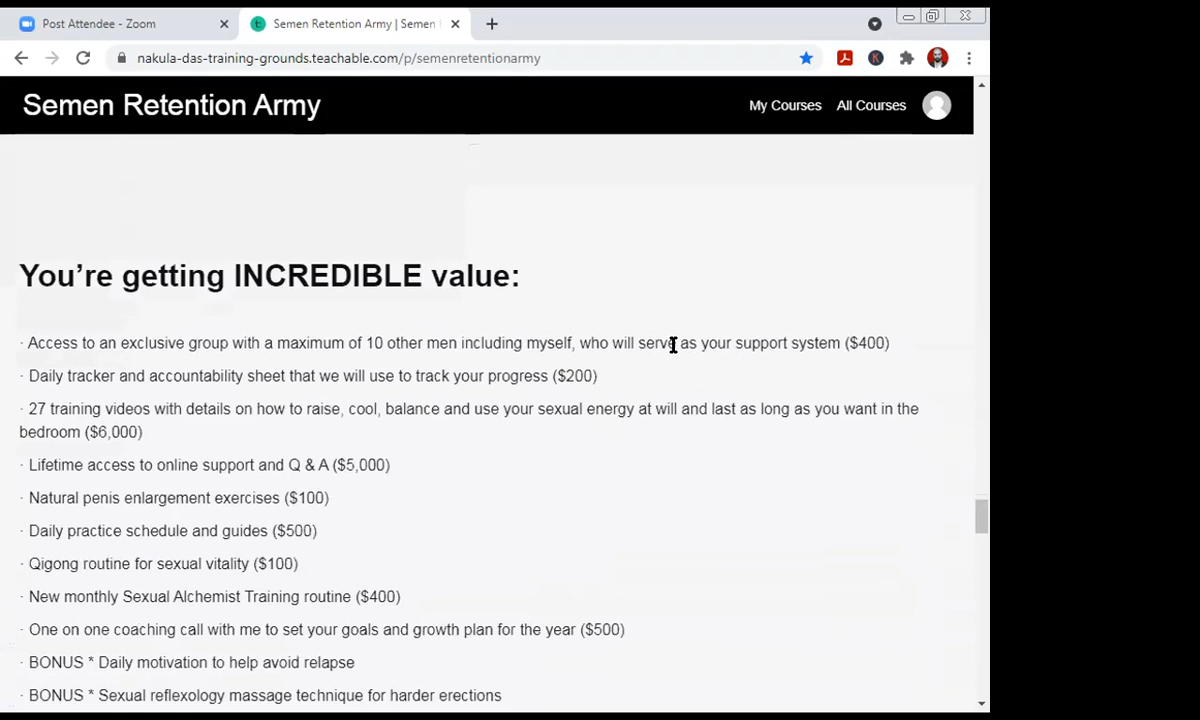 Post Attendee - Zoom
Semen Retention Army | Semen
nakula-das-training-grounds.teachable.com/p/semenretentionarmy
Semen Retention Army
My Courses All Courses
You're getting INCREDIBLE value:
· Access to an exclusive group with a maximum of 10 other men including myself, who will serve as your support system ($400)
· Daily tracker and accountability sheet that we will use to track your progress ($200)
· 27 training videos with details on how to raise, cool, balance and use your sexual energy at will and last as long as you want in the
bedroom ($6,000)
· Lifetime access to online support and Q & A ($5,000)
· Natural penis enlargement exercises ($100)
· Daily practice schedule and guides ($500)
· Qigong routine for sexual vitality ($100)
· New monthly Sexual Alchemist Training routine ($400)
· One on one coaching call with me to set your goals and growth plan for the year ($500)
· BONUS * Daily motivation to help avoid relapse
· BONUS * Sexual reflexology massage technique for harder erections